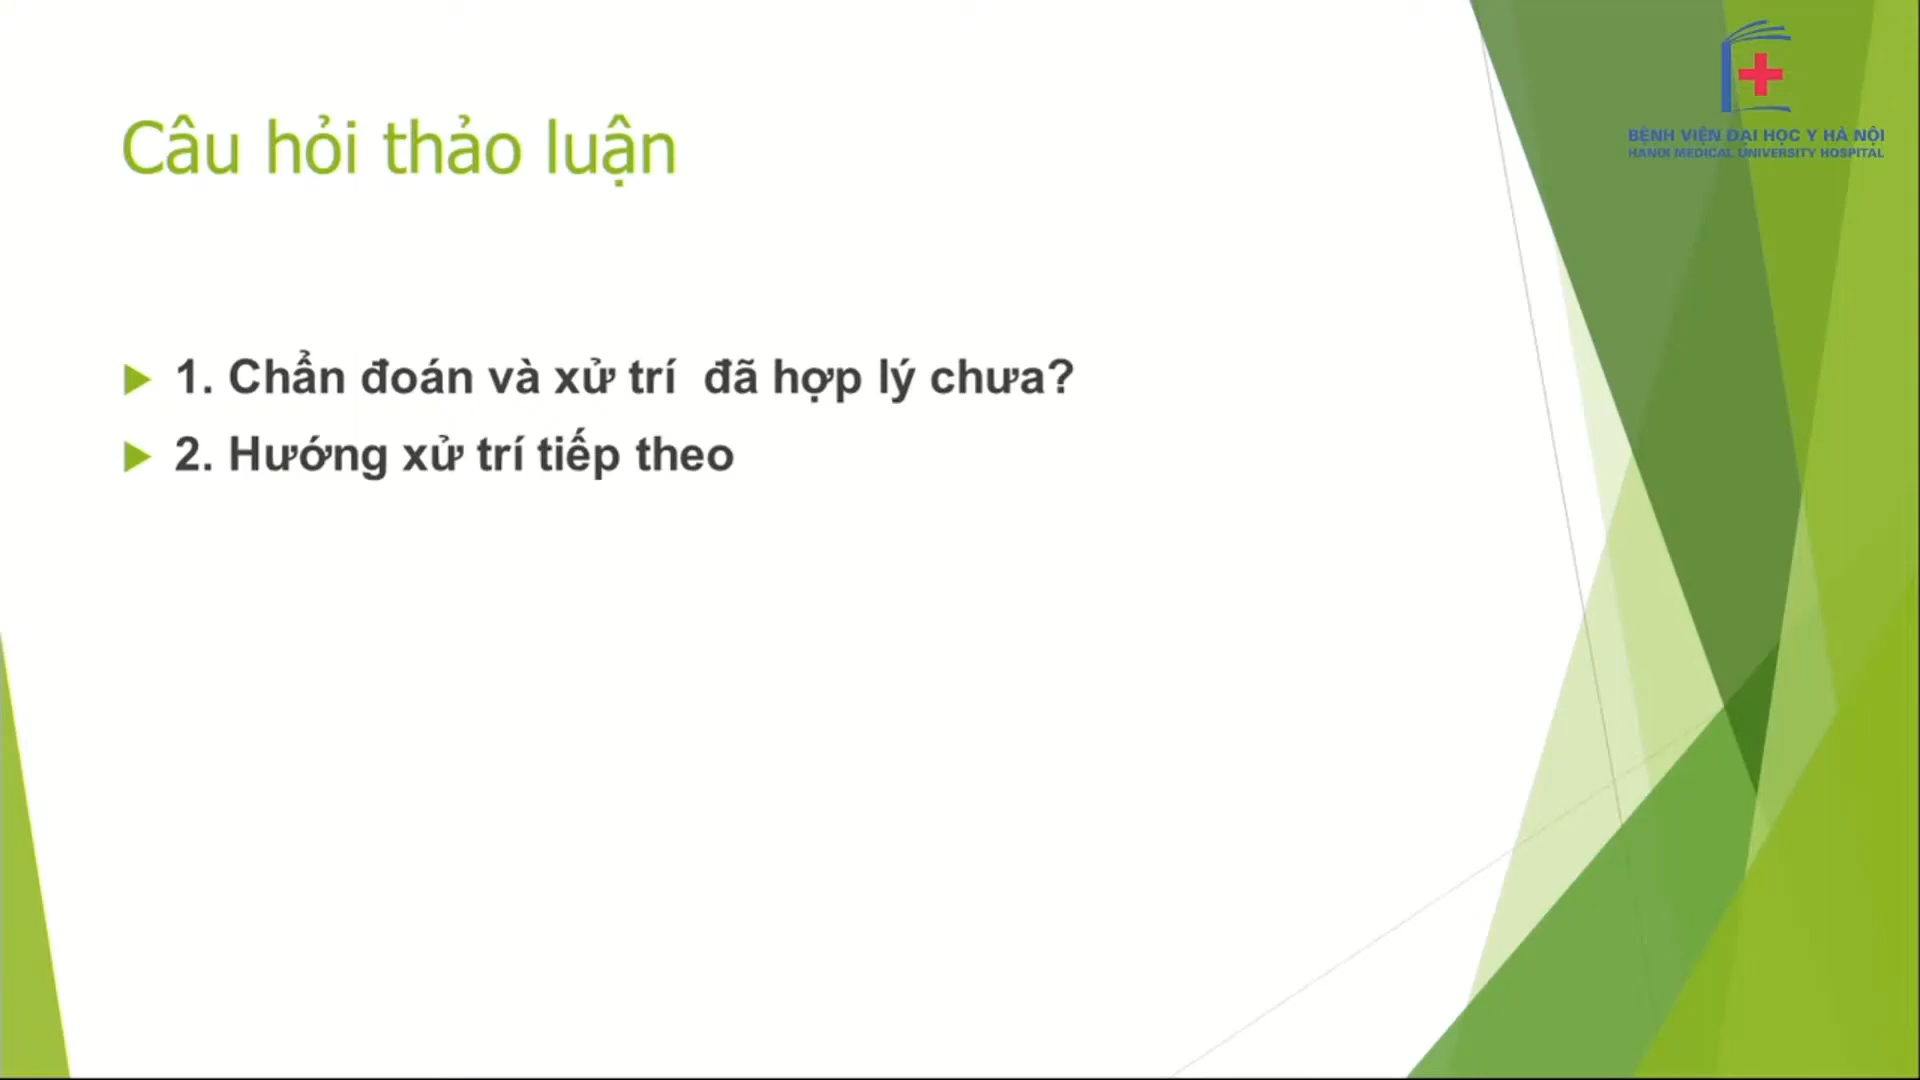 BỆNH VIỆN ĐẠI HỌC Y HÀ NỘI
HANOI MEDICAL UNIVERSITY HOSPITAL
Câu hỏi thảo luận
1. Chẩn đoán và xử trí  đã hợp lý chưa?
2. Hướng xử trí tiếp theo